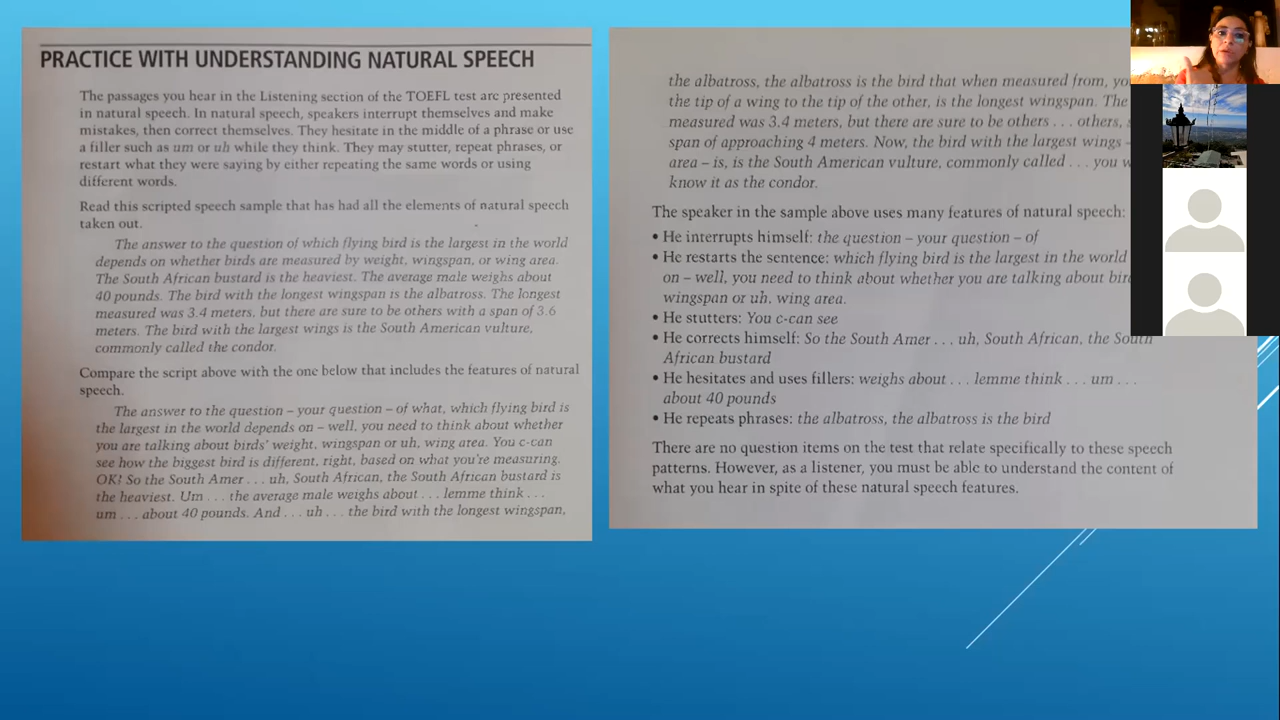 PRACTICE WITH UNDERSTANDING NATURAL SPEECH
The passages you hear in the Listening section of the TOEFL test are presented
in natural speech. In natural speech, speakers interrupt themselves and make
mistakes, then correct themselves. They hesitate in the middle of a phrase or use
a filler such as um or uh while they think. They may stutter, repeat phrases, or
restart what they were saying by either repeating the same words or using
different words.
Read this scripted speech sample that has had all the elements of natural speech
taken out.
The answer to the question of which flying bird is the largest in the world
depends on whether birds are measured by weight, wingspan, or wing area.
The South African bustard is the heaviest. The average male weighs about
40 pounds. The bird with the longest wingspan is the albatross. The longest
measured was 3.4 meters, but there are sure to be others with a span of 3.6
meters. The bird with the largest wings is the South American vulture,
commonly called the condor.
Compare the script above with the one below that includes the features of natural
speech.
The answer to the question – your question – of what, which flying bird is
the largest in the world depends on – well, you need to think about whether
you are talking about birds' weight, wingspan or uh, wing area. You c-can
see how the biggest bird is different, right, based on what you're measuring.
OK? So the South Amer . . . uh, South African, the South African bustard is
the heaviest. Um . . . the average male weighs about . . . lemme think . . .
um . . . about 40 pounds. And . . . uh . . . the bird with the longest wingspan,
the albatross, the albatross is the bird that when measured from, yo
the tip of a wing to the tip of the other, is the longest wingspan. The
measured was 3.4 meters, but there are sure to be others . . . others,
span of approaching 4 meters. Now, the bird with the largest wings –
area – is, is the South American vulture, commonly called . . . you w
know it as the condor.
The speaker in the sample above uses many features of natural speech:
• He interrupts himself: the question – your question – of
• He restarts the sentence: which flying bird is the largest in the world
on – well, you need to think about whether you are talking about bir
wingspan or uh, wing area.
• He stutters: You c-can see
• He corrects himself: So the South Amer . . . uh, South African, the South
African bustard
• He hesitates and uses fillers: weighs about . . . lemme think . . . um . . .
about 40 pounds
• He repeats phrases: the albatross, the albatross is the bird
There are no question items on the test that relate specifically to these speech
patterns. However, as a listener, you must be able to understand the content of
what you hear in spite of these natural speech features.